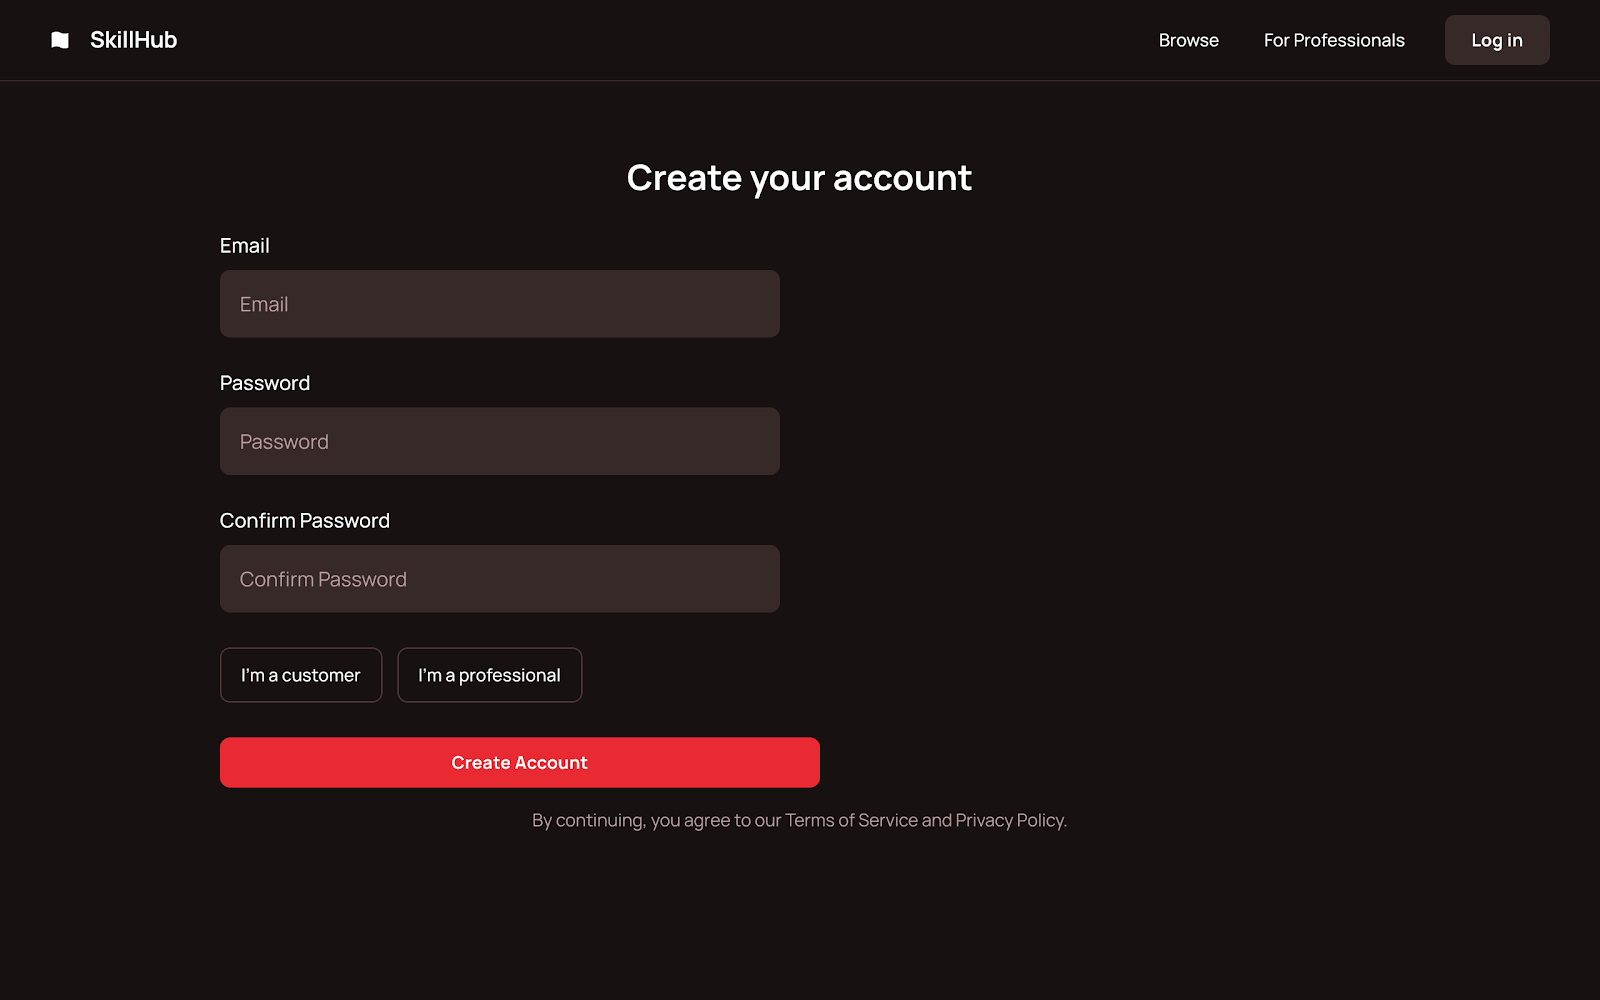 SkillHub
Browse
For Professionals
Log in
Create your account
Email
Email
Password
Password
Confirm Password
Confirm Password
I'm a customer
I'm a professional
Create Account
By continuing, you agree to our Terms of Service and Privacy Policy.